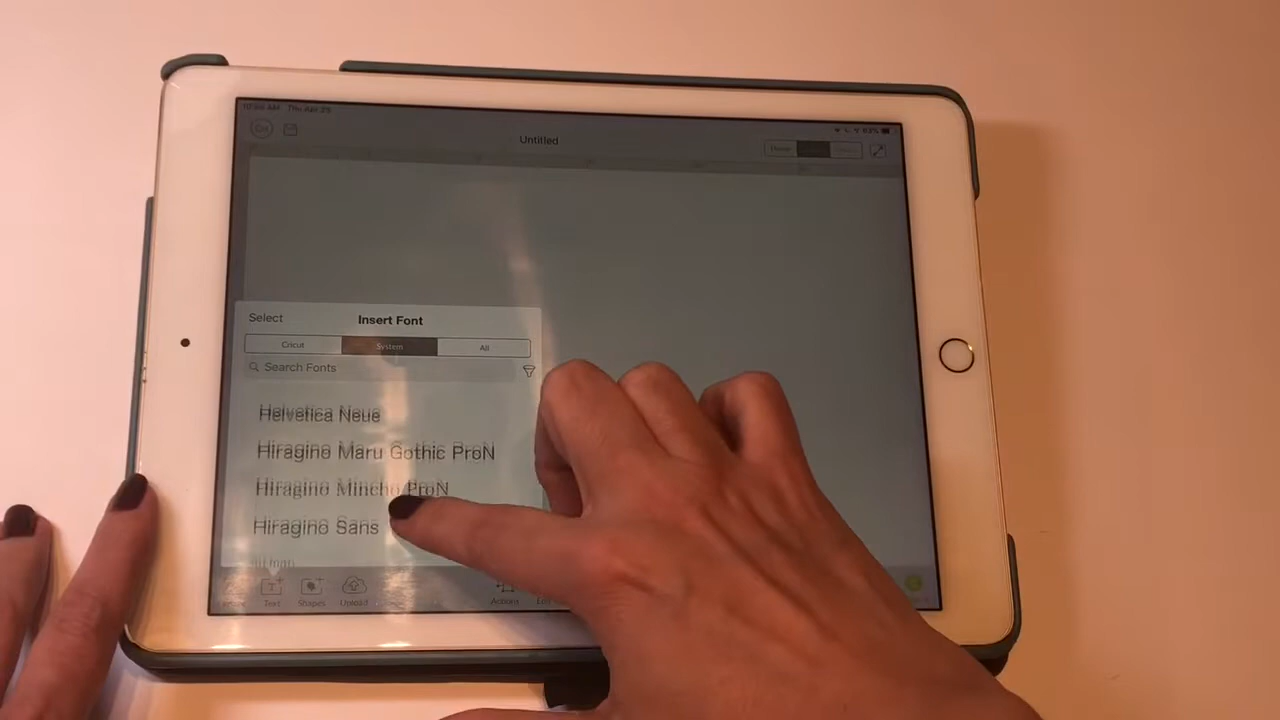 Untitled
Select Insert Font
Cricut System All
Search Fonts
Helvetica Neue
Hiragino Maru Gothic ProN
Hiragino Mincho ProN
Hiragino Sans
Text Shapes Upload Actions